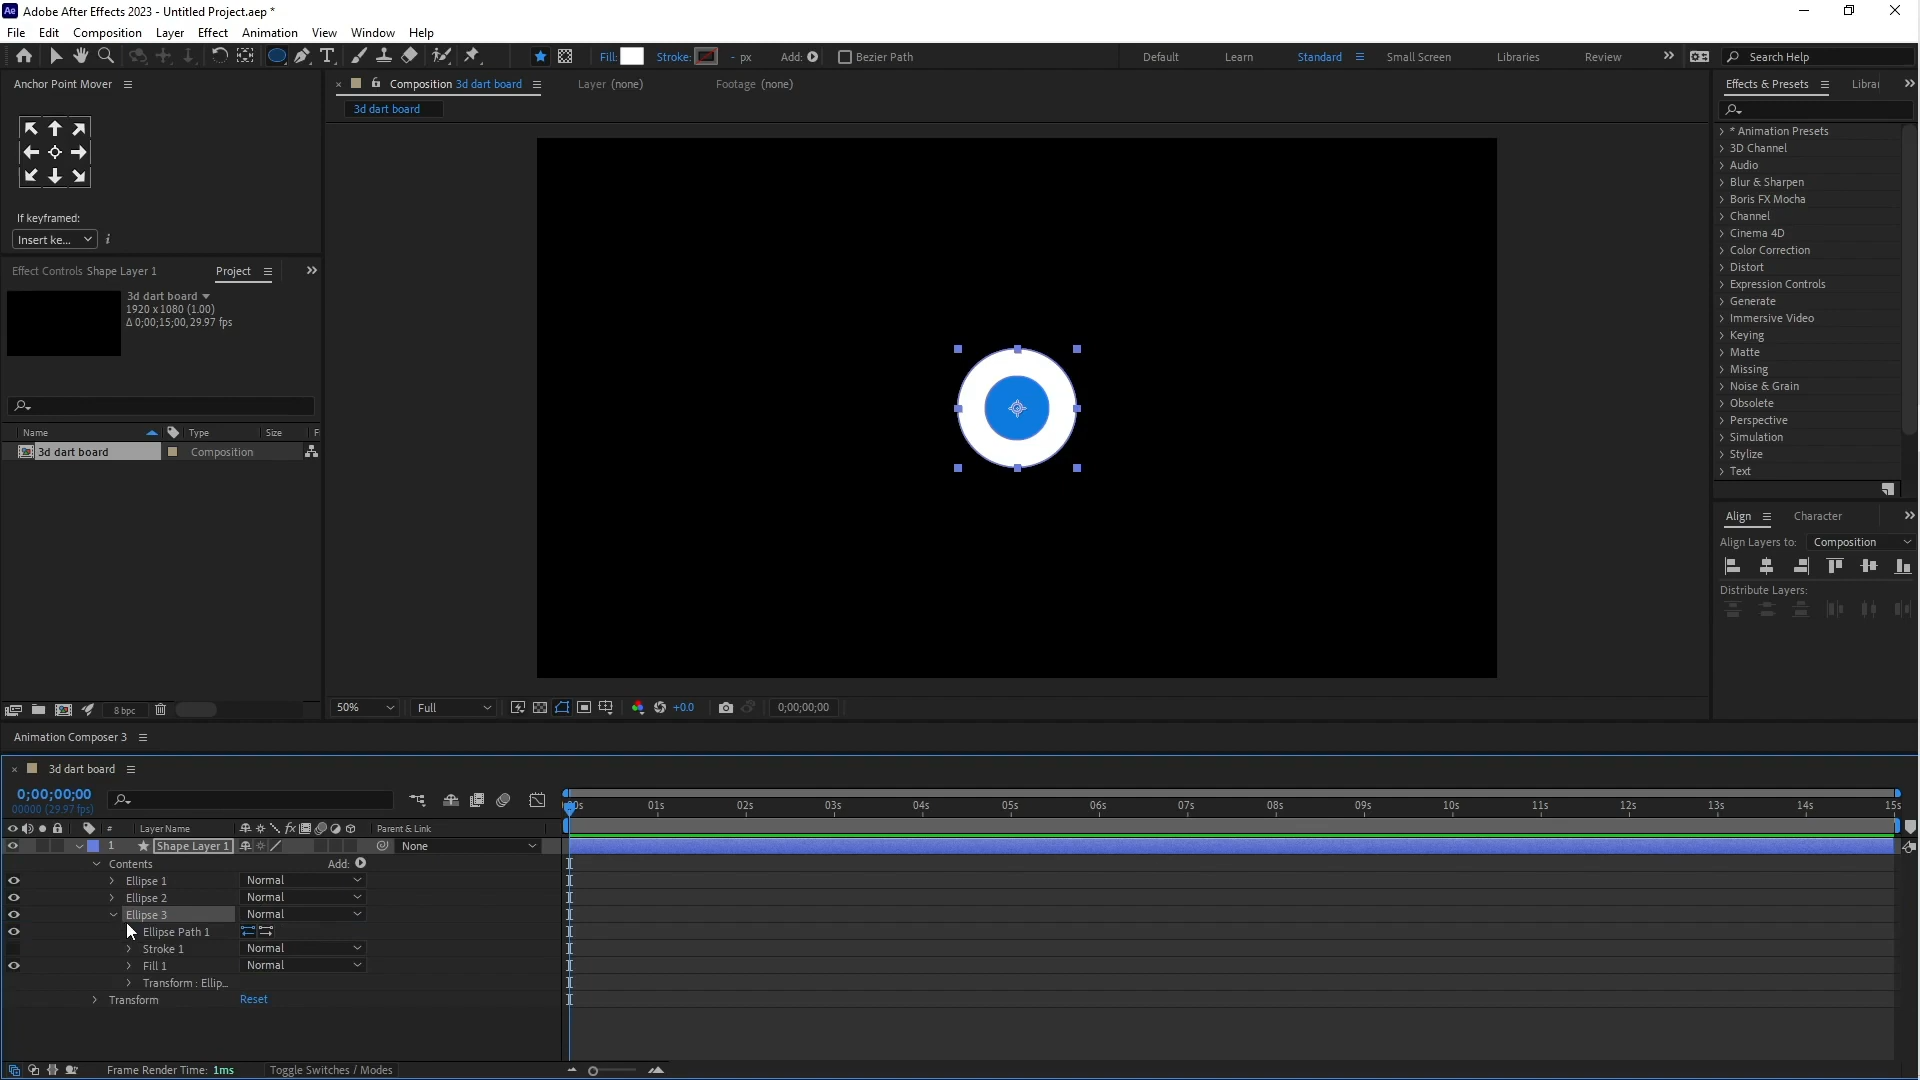 Adobe After Effects 2023 - Untitled Project.aep *
File Edit Composition Layer Effect Animation View Window Help
Fill: Stroke: - px Add: Bezier Path Default Learn Standard Small Screen Libraries Review Search Help
Anchor Point Mover
If keyframed:
Insert ke...
Effect Controls Shape Layer 1 Project
3d dart board
1920 x 1080 (1.00)
Δ 0;00;15;00, 29.97 fps
Name Type Size F
3d dart board Composition
8 bpc
Composition 3d dart board Layer (none) Footage (none)
3d dart board
50% Full +0.0 0;00;00;00
Effects & Presets Librar
* Animation Presets
3D Channel
Audio
Blur & Sharpen
Boris FX Mocha
Channel
Cinema 4D
Color Correction
Distort
Expression Controls
Generate
Immersive Video
Keying
Matte
Missing
Noise & Grain
Obsolete
Perspective
Simulation
Stylize
Text
Align Character
Align Layers to: Composition
Distribute Layers:
Animation Composer 3
3d dart board
0;00;00;00
00000 (29.97 fps)
# Layer Name Parent & Link
1 Shape Layer 1 None
Contents Add:
Ellipse 1 Normal
Ellipse 2 Normal
Ellipse 3 Normal
Ellipse Path 1
Stroke 1 Normal
Fill 1 Normal
Transform : Ellip...
Transform Reset
01s 02s 03s 04s 05s 06s 07s 08s 09s 10s 11s 12s 13s 14s 15s
Frame Render Time: 1ms Toggle Switches / Modes